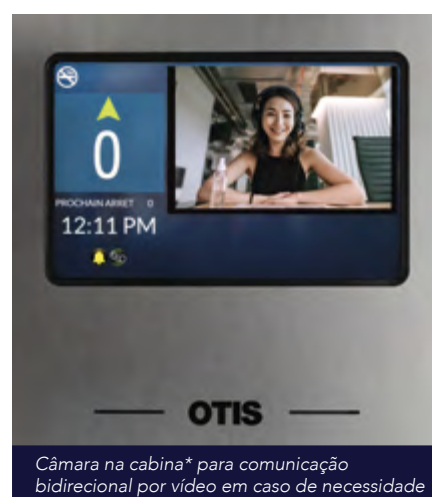 0
PROCHAIN ARRET 0
12:11 PM
OTIS
Câmara na cabina* para comunicação
bidirecional por vídeo em caso de necessidade